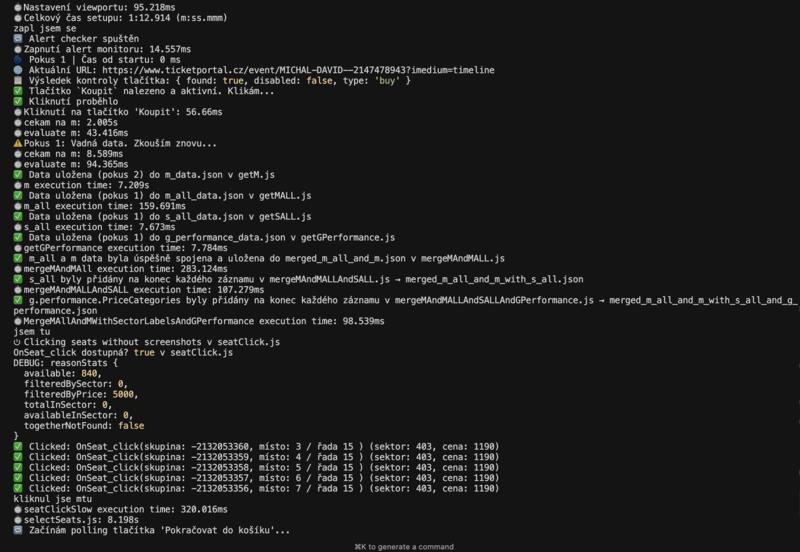 ⏱Nastavení viewportu: 95.218ms
⏱Celkový čas setupu: 1:12.914 (m:ss.mmm)
zapl jsem se
Alert checker spuštěn
⏱Zapnutí alert monitoru: 14.557ms
Pokus 1 | Čas od startu: 0 ms
🌐 Aktuální URL: https://www.ticketportal.cz/event/MICHAL-DAVID--2147478943?imedium=timeline
📋 Výsledek kontroly tlačítka: { found: true, disabled: false, type: 'buy' }
✅ Tlačítko `Koupit` nalezeno a aktivní. Klikám...
✅ Kliknutí proběhlo
⏱Kliknutí na tlačítko 'Koupit': 56.66ms
⏱cekam na m: 2.005s
⏱evaluate m: 43.416ms
⚠️Pokus 1: Vadná data. Zkouším znovu...
⏱cekam na m: 8.589ms
⏱evaluate m: 94.365ms
✅ Data uložena (pokus 2) do m_data.json v getM.js
⏱m execution time: 7.209s
✅ Data uložena (pokus 1) do m_all_data.json v getMALL.js
⏱m_all execution time: 159.691ms
✅ Data uložena (pokus 1) do s_all_data.json v getSALL.js
⏱s_all execution time: 7.673ms
✅ Data uložena (pokus 1) do g_performance_data.json v getGPerformance.js
⏱getGPerformance execution time: 7.784ms
✅ m_all a m data byla úspěšně spojena a uložena do merged_m_all_and_m.json v mergeMAndMALL.js
⏱mergeMAndMAll execution time: 283.124ms
✅ s_all byly přidány na konec každého záznamu v mergeMAndMALLAndSALL.js → merged_m_all_and_m_with_s_all.json
⏱mergeMAndMALLAndSALL execution time: 107.279ms
✅ g.performance.PriceCategories byly přidány na konec každého záznamu v mergeMAndMALLAndSALLAndGPerformance.js → merged_m_all_and_m_with_s_all_and_g_
performance.json
⏱MergeMAllAndMWithSectorLabelsAndGPerformance execution time: 98.539ms
jsem tu
⏻ Clicking seats without screenshots v seatClick.js
OnSeat_click dostupná? true v seatClick.js
DEBUG: reasonStats {
  available: 840,
  filteredBySector: 0,
  filteredByPrice: 5000,
  totalInSector: 0,
  availableInSector: 0,
  togetherNotFound: false
}
✅ Clicked: OnSeat_click(skupina: -2132053360, místo: 3 / řada 15 ) (sektor: 403, cena: 1190)
✅ Clicked: OnSeat_click(skupina: -2132053359, místo: 4 / řada 15 ) (sektor: 403, cena: 1190)
✅ Clicked: OnSeat_click(skupina: -2132053358, místo: 5 / řada 15 ) (sektor: 403, cena: 1190)
✅ Clicked: OnSeat_click(skupina: -2132053357, místo: 6 / řada 15 ) (sektor: 403, cena: 1190)
✅ Clicked: OnSeat_click(skupina: -2132053356, místo: 7 / řada 15 ) (sektor: 403, cena: 1190)
kliknul jse mtu
⏱seatClickSlow execution time: 320.016ms
⏱selectSeats.js: 8.198s
Začínám polling tlačítka 'Pokračovat do košíku'...
⌘K to generate a command